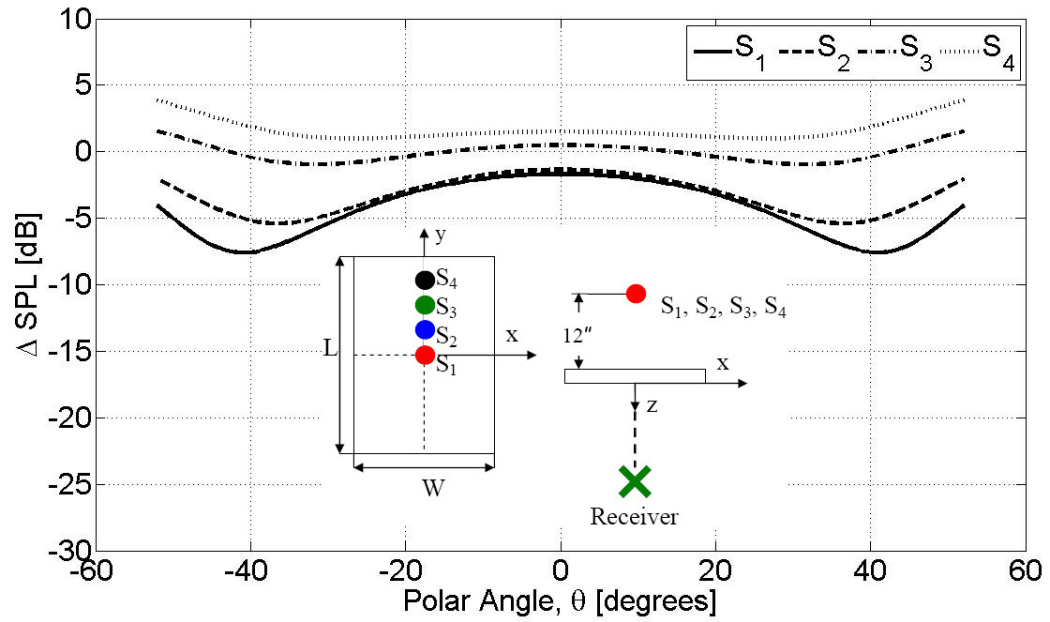 S1 S2 S3 S4
10
5
0
-5
-10
-15
-20
-25
-30
Δ SPL [dB]
y
S4
S3
S2
S1
x
L
W
S1, S2, S3, S4
12"
x
z
Receiver
-60 -40 -20 0 20 40 60
Polar Angle, θ [degrees]